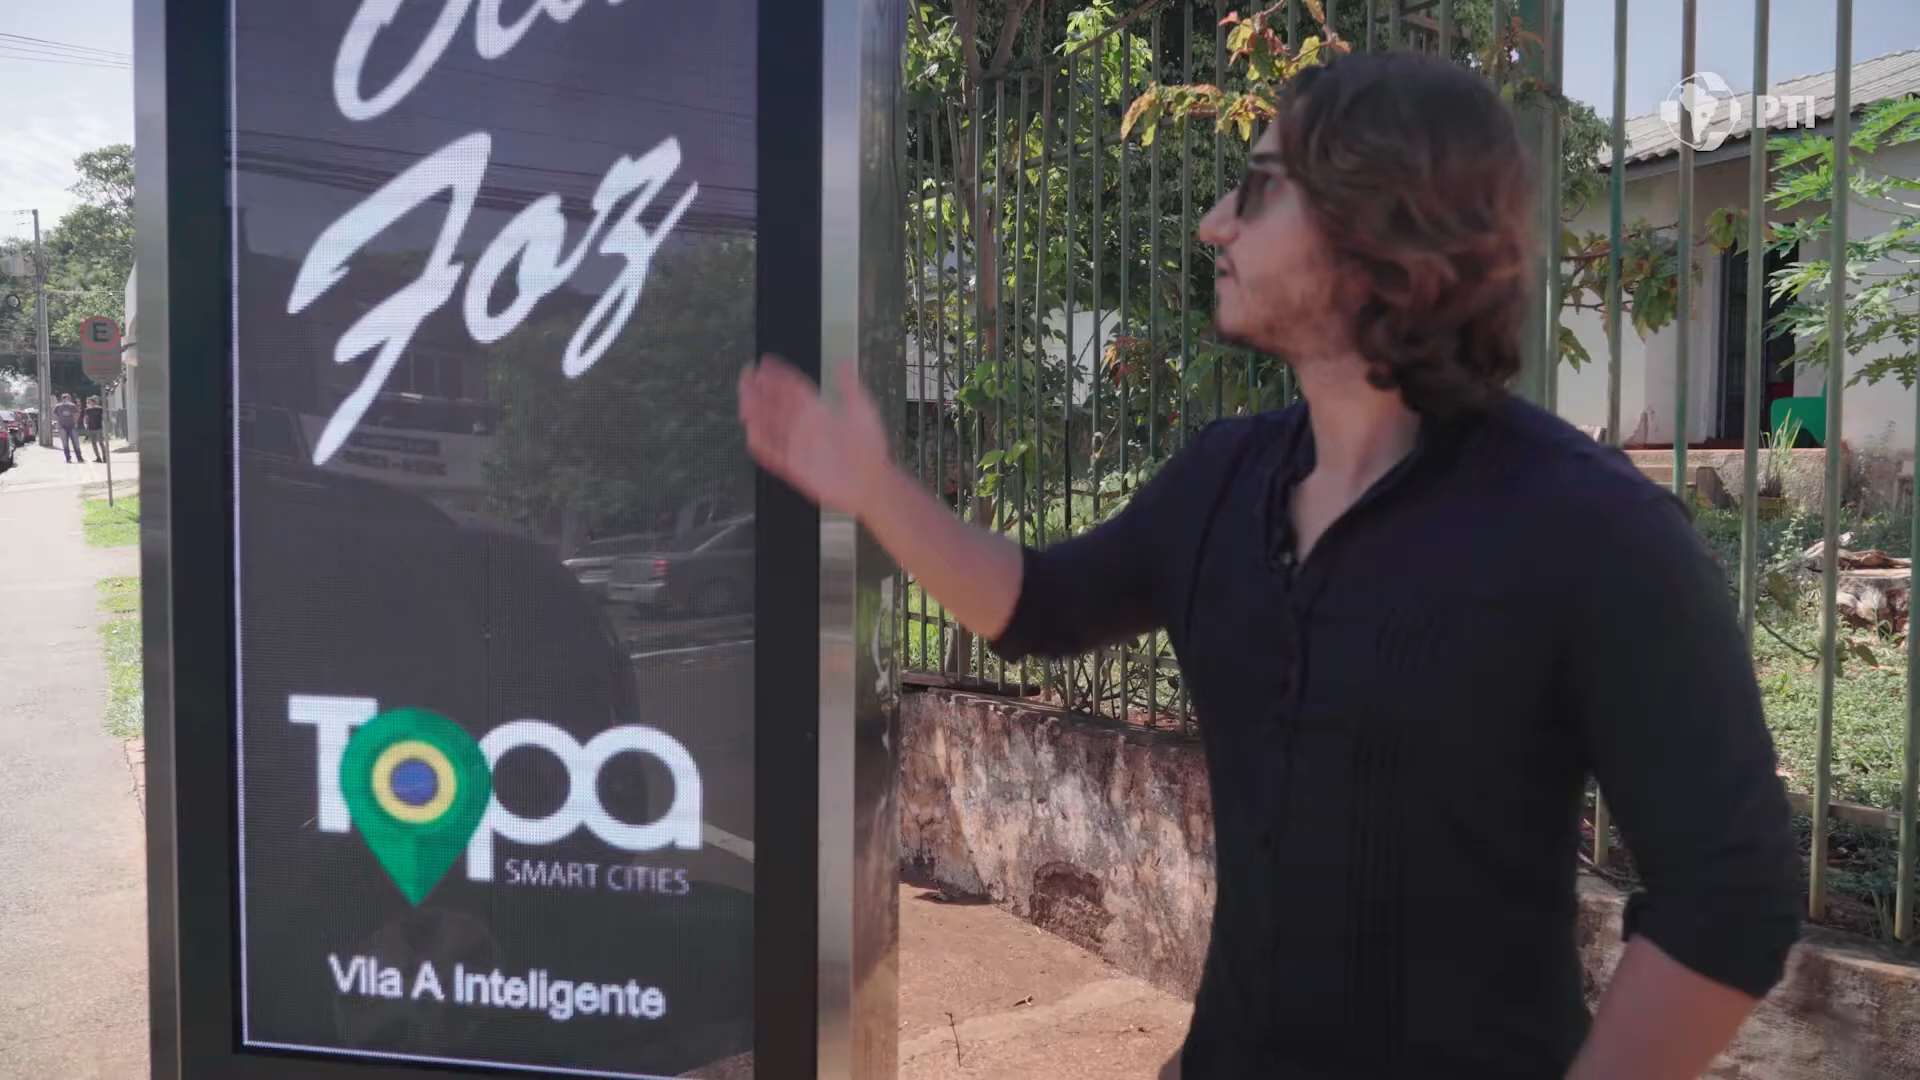 Foz
Topa
SMART CITIES
Vila A Inteligente
E
PTI